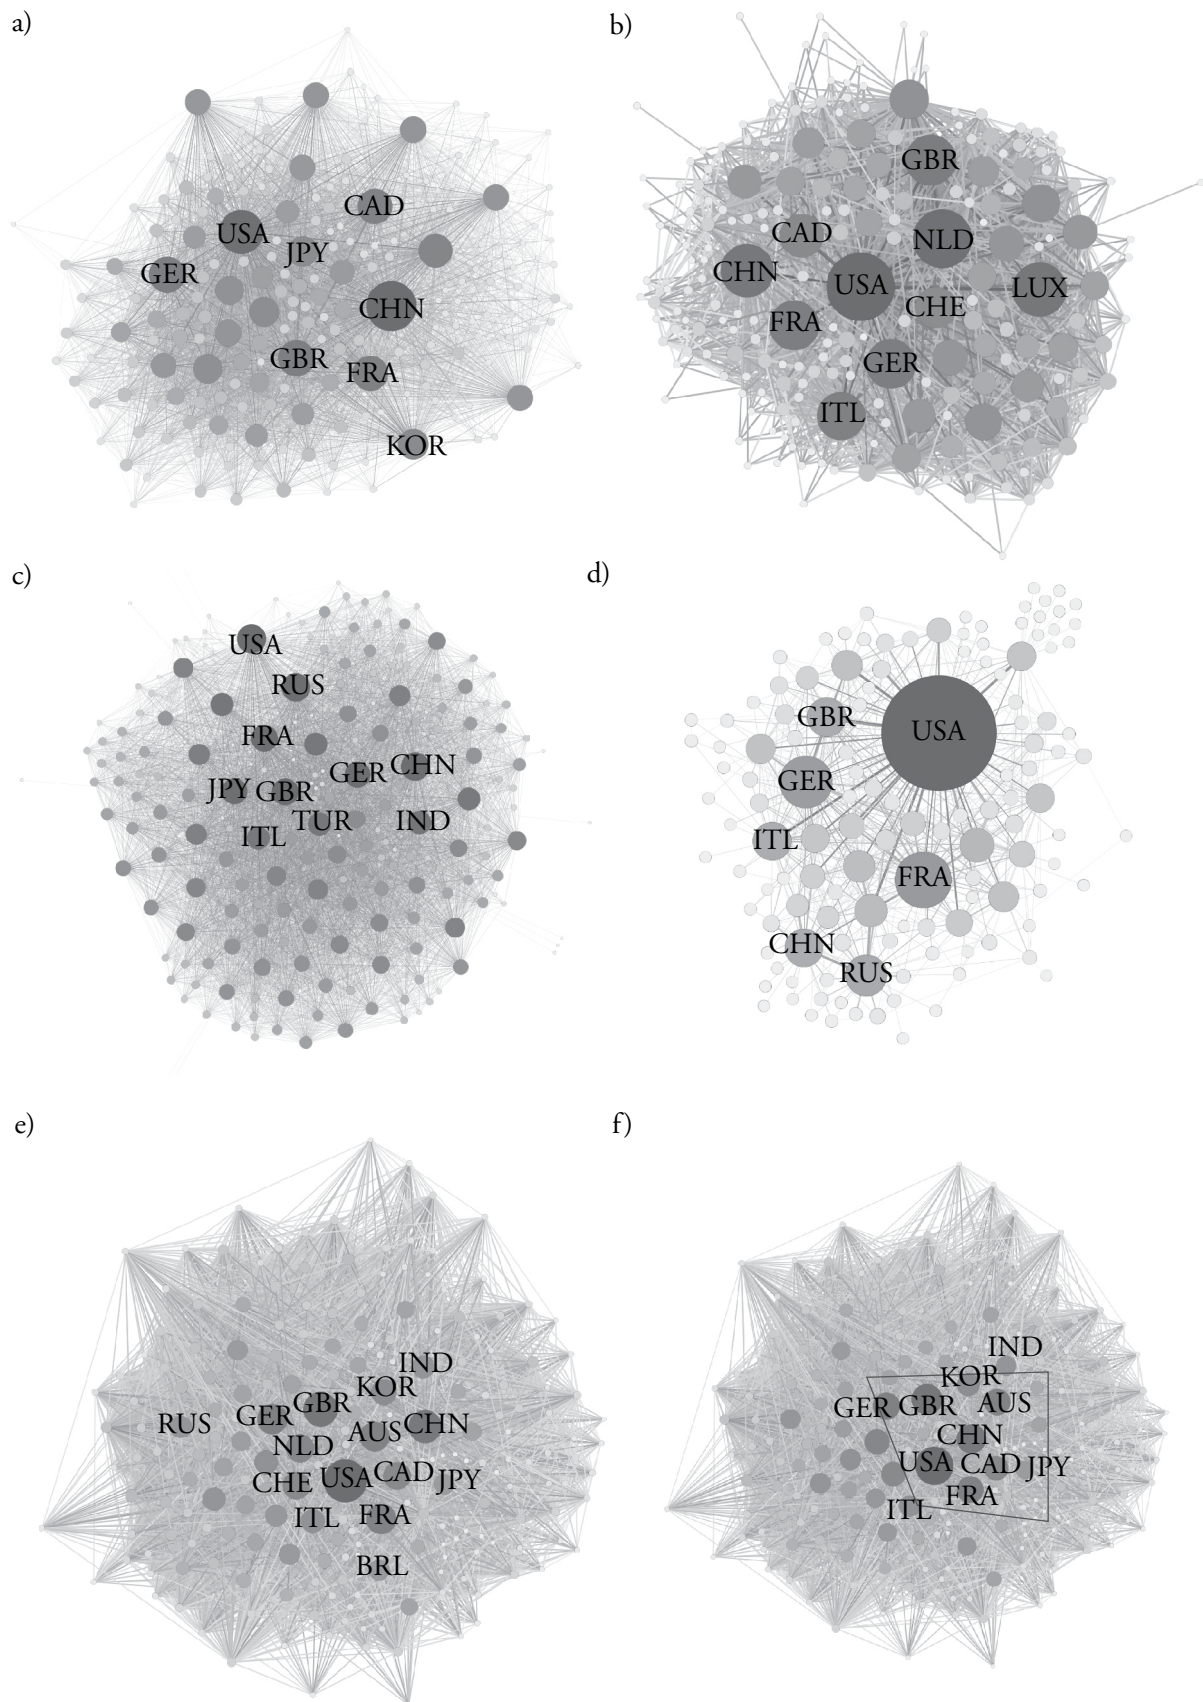 a)
CAD
USA
JPY
GER
CHN
GBR
FRA
KOR
b)
GBR
CAD
NLD
CHN
USA
LUX
CHE
FRA
GER
ITL
c)
USA
RUS
FRA
GER
CHN
JPY
GBR
TUR
IND
ITL
d)
GBR
USA
GER
ITL
FRA
CHN
RUS
e)
IND
KOR
GBR
RUS
GER
AUS
CHN
NLD
CHE
USA
CAD
JPY
ITL
FRA
BRL
f)
IND
KOR
GER
GBR
AUS
CHN
USA
CAD
JPY
FRA
ITL